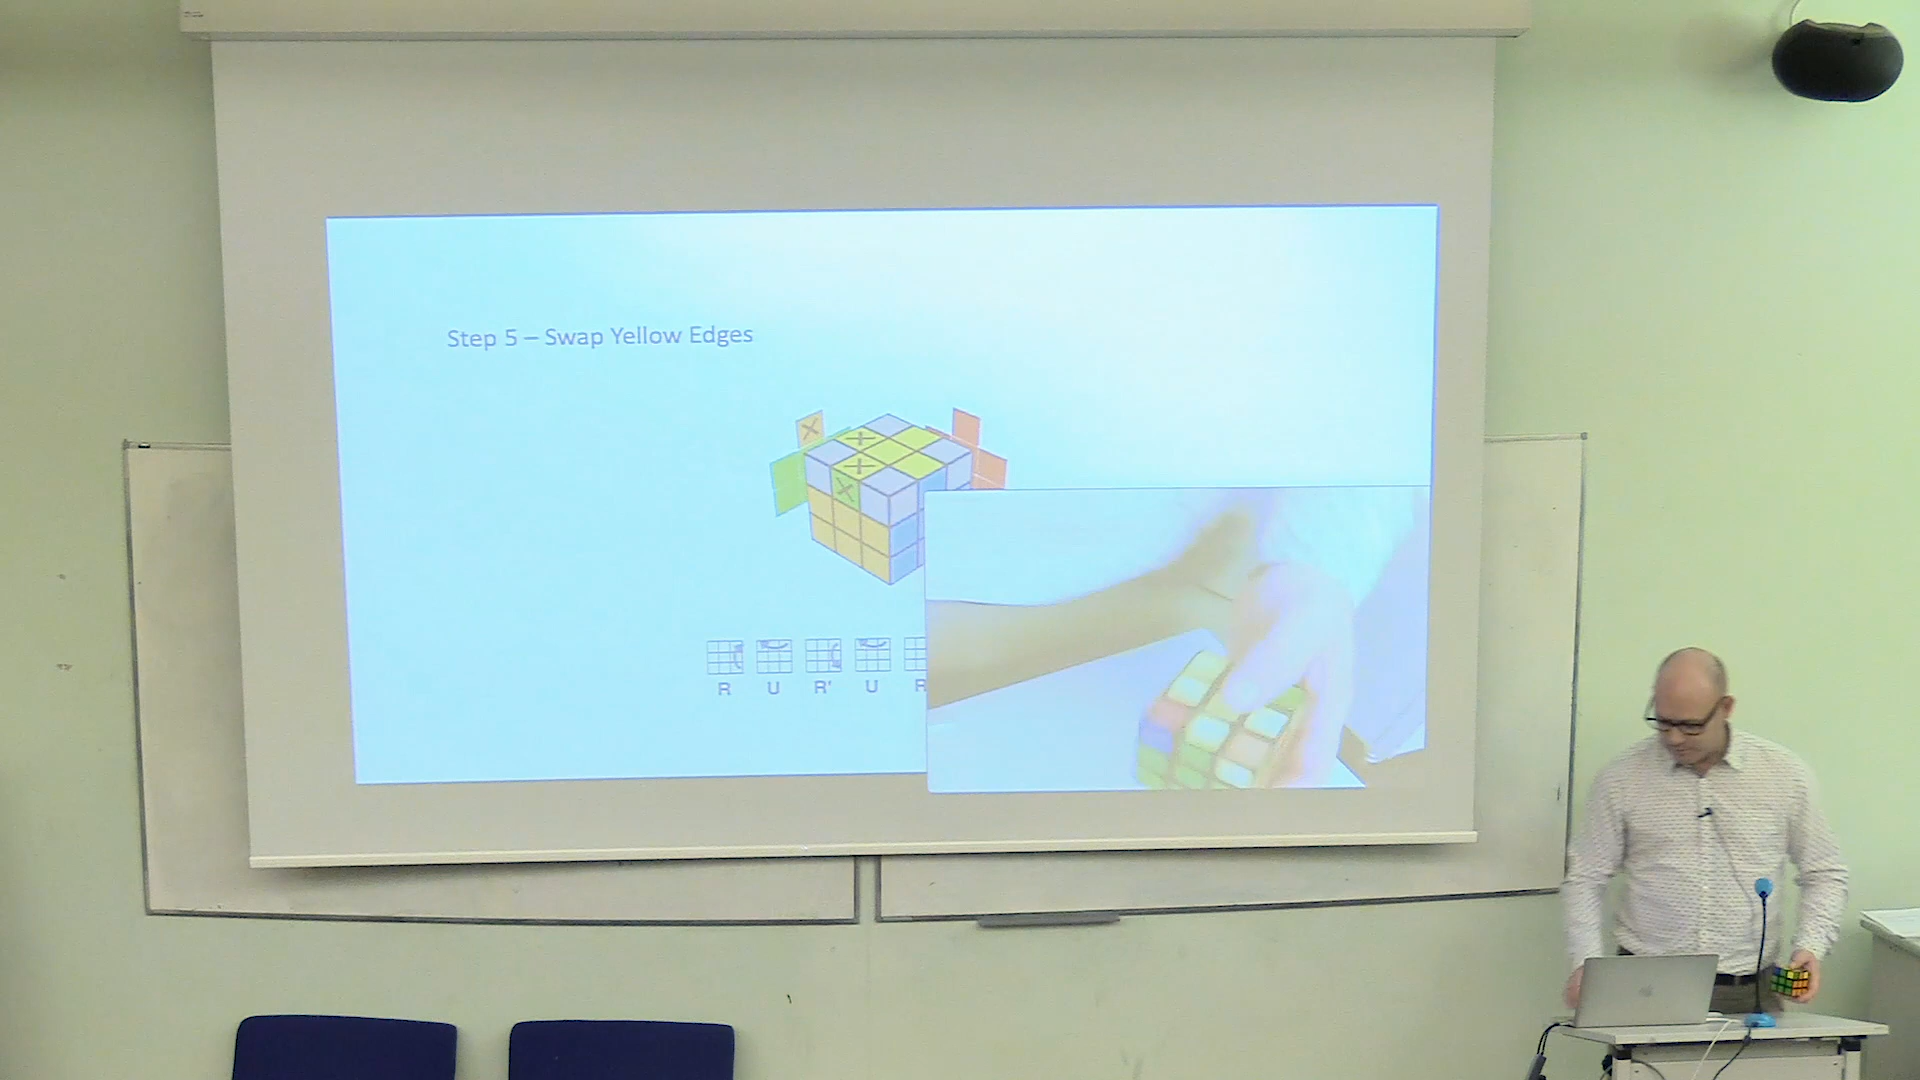 Step 5 – Swap Yellow Edges
R U R' U R